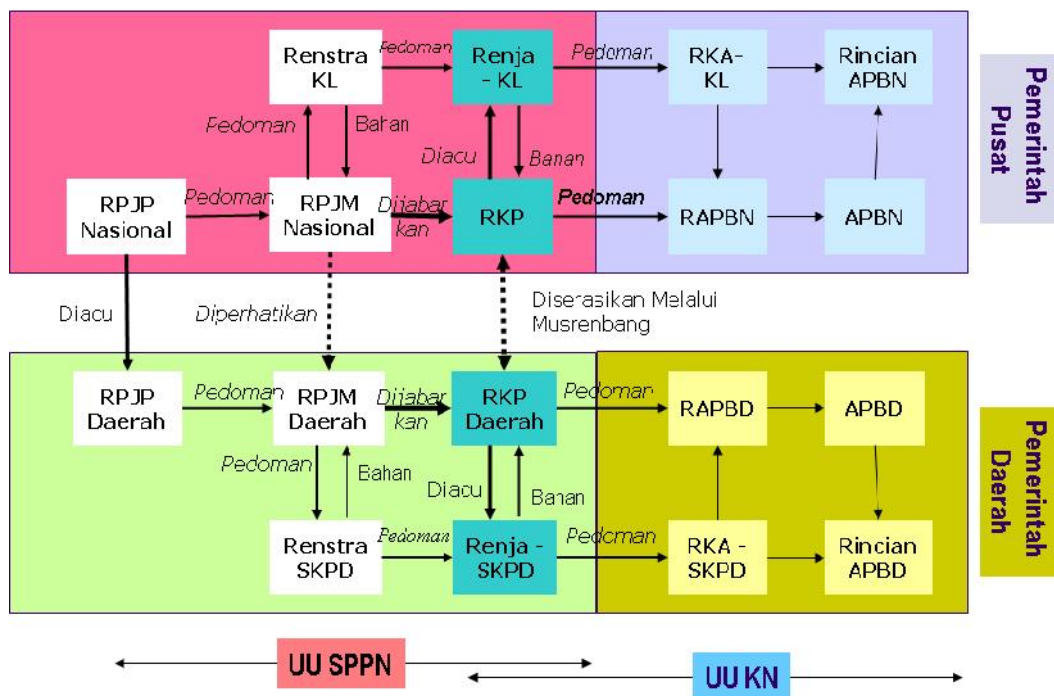 Renstra
KL
Pedoman
Renja
- KL
Pedoman
RKA-
KL
Rincian
APBN
Pedoman
Bahan
Diacu
Banan
RPJP
Nasional
Pedoman
RPJM
Nasional
Dijabar
kan
RKP
Pedoman
RAPBN
APBN
Pemerintah
Pusat
Diacu
Diperhatikan
Diserasikan Melalui
Musrenbang
RPJP
Daerah
Pedoman
RPJM
Daerah
Dijabar
kan
RKP
Daerah
Pedoman
RAPBD
APBD
Pedoman
Bahan
Diacu
Banan
Renstra
SKPD
Pedoman
Renja -
SKPD
Pedcman
RKA -
SKPD
Rincian
APBD
Pemerintah
Daerah
UU SPPN
UU KN